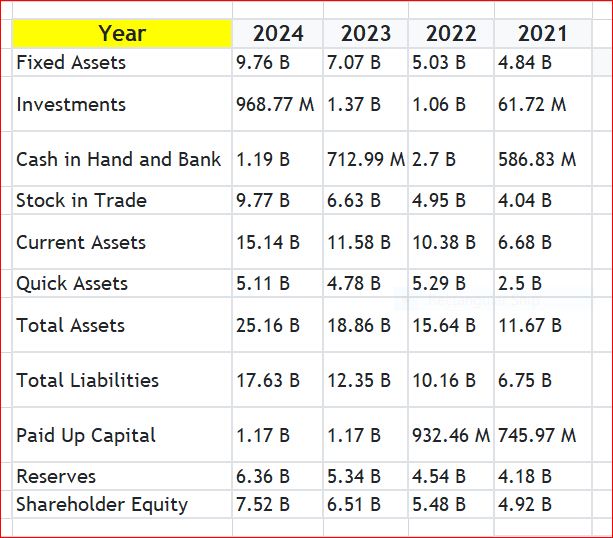 Year 2024 2023 2022 2021
Fixed Assets 9.76 B 7.07 B 5.03 B 4.84 B
Investments 968.77 M 1.37 B 1.06 B 61.72 M
Cash in Hand and Bank 1.19 B 712.99 M 2.7 B 586.83 M
Stock in Trade 9.77 B 6.63 B 4.95 B 4.04 B
Current Assets 15.14 B 11.58 B 10.38 B 6.68 B
Quick Assets 5.11 B 4.78 B 5.29 B 2.5 B
Total Assets 25.16 B 18.86 B 15.64 B 11.67 B
Total Liabilities 17.63 B 12.35 B 10.16 B 6.75 B
Paid Up Capital 1.17 B 1.17 B 932.46 M 745.97 M
Reserves 6.36 B 5.34 B 4.54 B 4.18 B
Shareholder Equity 7.52 B 6.51 B 5.48 B 4.92 B